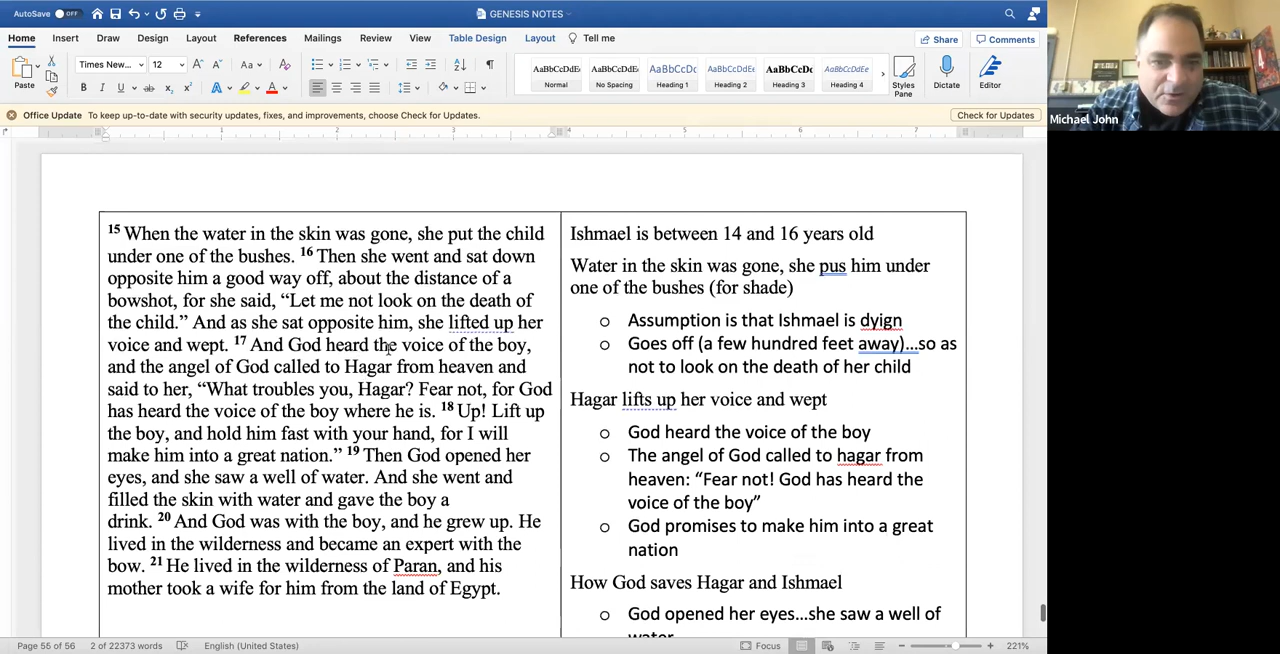 AutoSave OFF GENESIS NOTES
Home Insert Draw Design Layout References Mailings Review View Table Design Layout Tell me Share Comments
Times New... 12 Aa
Paste B I U ab x₂ x² A A
AaBbCcDdEe AaBbCcDdEe AaBbCcDc AaBbCcDdEe AaBbCcDc AaBbCcDdEe
Normal No Spacing Heading 1 Heading 2 Heading 3 Heading 4 Styles Pane Dictate Editor
Michael John
Office Update To keep up-to-date with security updates, fixes, and improvements, choose Check for Updates. Check for Updates
1 2 3 4 5 6 7
15 When the water in the skin was gone, she put the child
under one of the bushes. 16 Then she went and sat down
opposite him a good way off, about the distance of a
bowshot, for she said, “Let me not look on the death of
the child.” And as she sat opposite him, she lifted up her
voice and wept. 17 And God heard the voice of the boy,
and the angel of God called to Hagar from heaven and
said to her, “What troubles you, Hagar? Fear not, for God
has heard the voice of the boy where he is. 18 Up! Lift up
the boy, and hold him fast with your hand, for I will
make him into a great nation.” 19 Then God opened her
eyes, and she saw a well of water. And she went and
filled the skin with water and gave the boy a
drink. 20 And God was with the boy, and he grew up. He
lived in the wilderness and became an expert with the
bow. 21 He lived in the wilderness of Paran, and his
mother took a wife for him from the land of Egypt.
Ishmael is between 14 and 16 years old
Water in the skin was gone, she pus him under
one of the bushes (for shade)
o Assumption is that Ishmael is dyign
o Goes off (a few hundred feet away)...so as
not to look on the death of her child
Hagar lifts up her voice and wept
o God heard the voice of the boy
o The angel of God called to hagar from
heaven: “Fear not! God has heard the
voice of the boy”
o God promises to make him into a great
nation
How God saves Hagar and Ishmael
o God opened her eyes...she saw a well of
water
Page 55 of 56 2 of 22373 words English (United States) Focus 221%